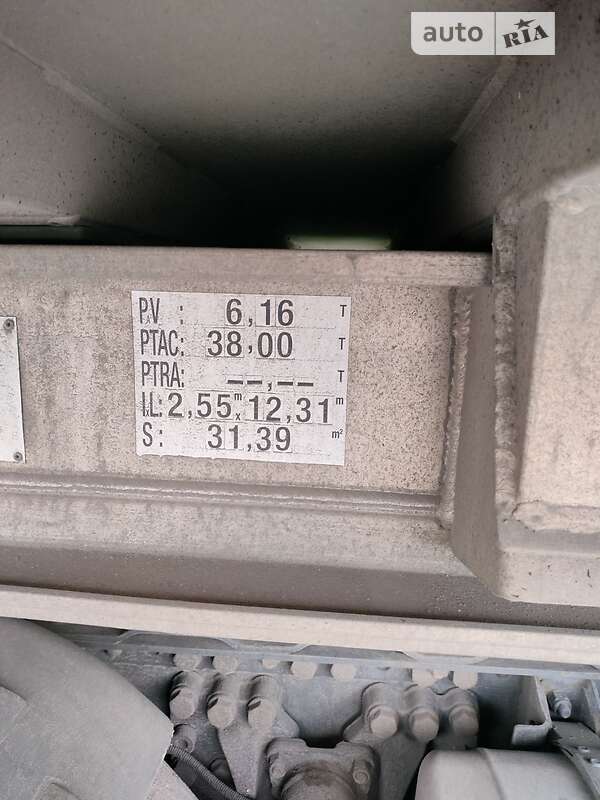 auto RIA
P.V : 6,16 T
PTAC: 38,00 T
PTRA: --,-- T
I.L: 2,55 m x 12,31 m
S : 31,39 m²